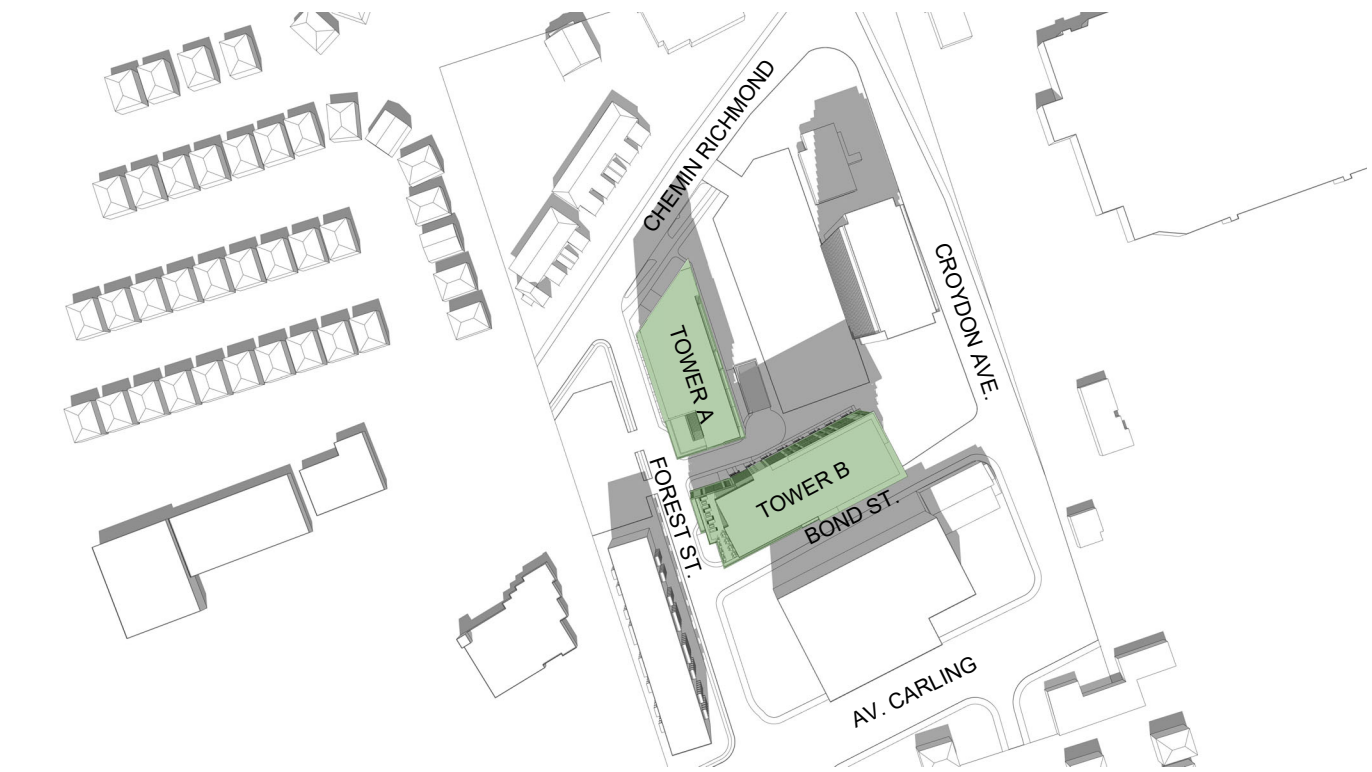 CHEMIN RICHMOND
CROYDON AVE.
TOWER A
FOREST ST.
TOWER B
BOND ST.
AV. CARLING